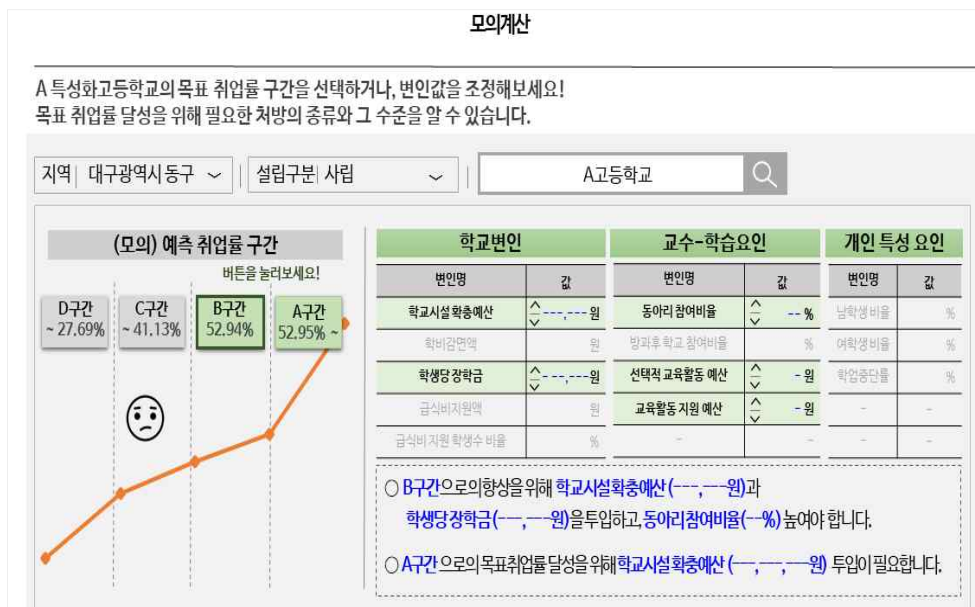 모의계산
A 특성화고등학교의 목표 취업률 구간을 선택하거나, 변인값을 조정해보세요!
목표 취업률 달성을 위해 필요한 처방의 종류와 그 수준을 알 수 있습니다.
지역 | 대구광역시 동구 | 설립구분 | 사립 | A고등학교
(모의) 예측 취업률 구간
버튼을 눌러보세요!
D구간
~ 27.69%
C구간
~ 41.13%
B구간
52.94%
A구간
52.95% ~
학교변인
변인명 값
학교시설 확충예산 ---,---원
학비감면액 원
학생당 장학금 ---,---원
급식비지원액 원
급식비 지원 학생수 비율 %
교수-학습요인
변인명 값
동아리 참여비율 --%
방과후 학교 참여비율 %
선택적 교육활동 예산 -원
교육활동 지원 예산 -원
- -
개인 특성 요인
변인명 값
남학생 비율 %
여학생 비율 %
학업중단률 %
- -
- -
○ B구간으로의향상을 위해 학교시설확충예산 (---,---원)과
학생당 장학금(---,---원)을 투입하고, 동아리참여비율(--%) 높여야 합니다.
○ A구간 으로의 목표취업률 달성을 위해 학교시설 확충예산 (---,---,---원) 투입이 필요합니다.